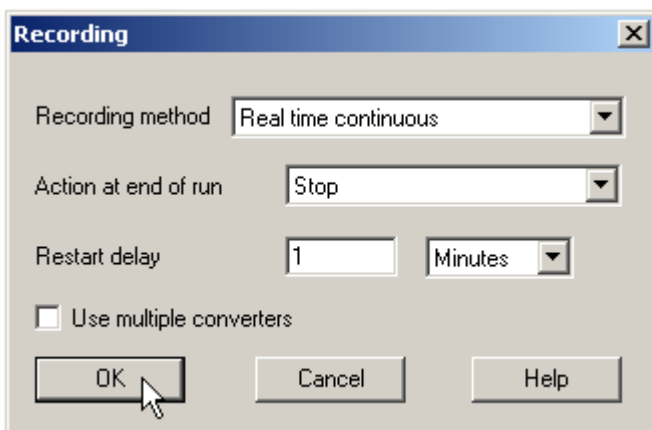 Recording
Recording method Real time continuous
Action at end of run Stop
Restart delay 1 Minutes
Use multiple converters
OK Cancel Help